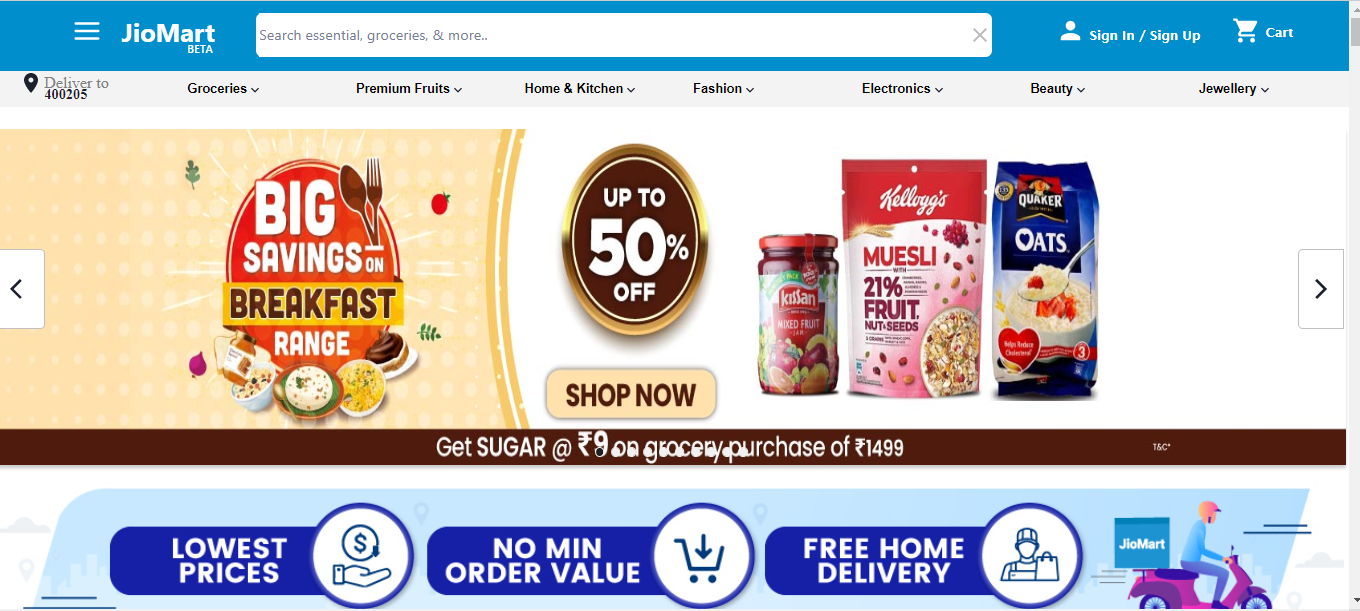 JioMart
BETA
Search essential, groceries, & more..
Sign In / Sign Up
Cart
Deliver to
400205
Groceries
Premium Fruits
Home & Kitchen
Fashion
Electronics
Beauty
Jewellery
BIG
SAVINGS ON
BREAKFAST
RANGE
UP TO
50%
OFF
SHOP NOW
Kissan
MIXED FRUIT
JAM
Kellogg's
MUESLI
WITH
21%
FRUIT,
NUT & SEEDS
QUAKER
OATS
Helps Reduce
Cholesterol
3
Get SUGAR @ ₹9 on grocery purchase of ₹1499
T&C*
LOWEST
PRICES
NO MIN
ORDER VALUE
FREE HOME
DELIVERY
JioMart